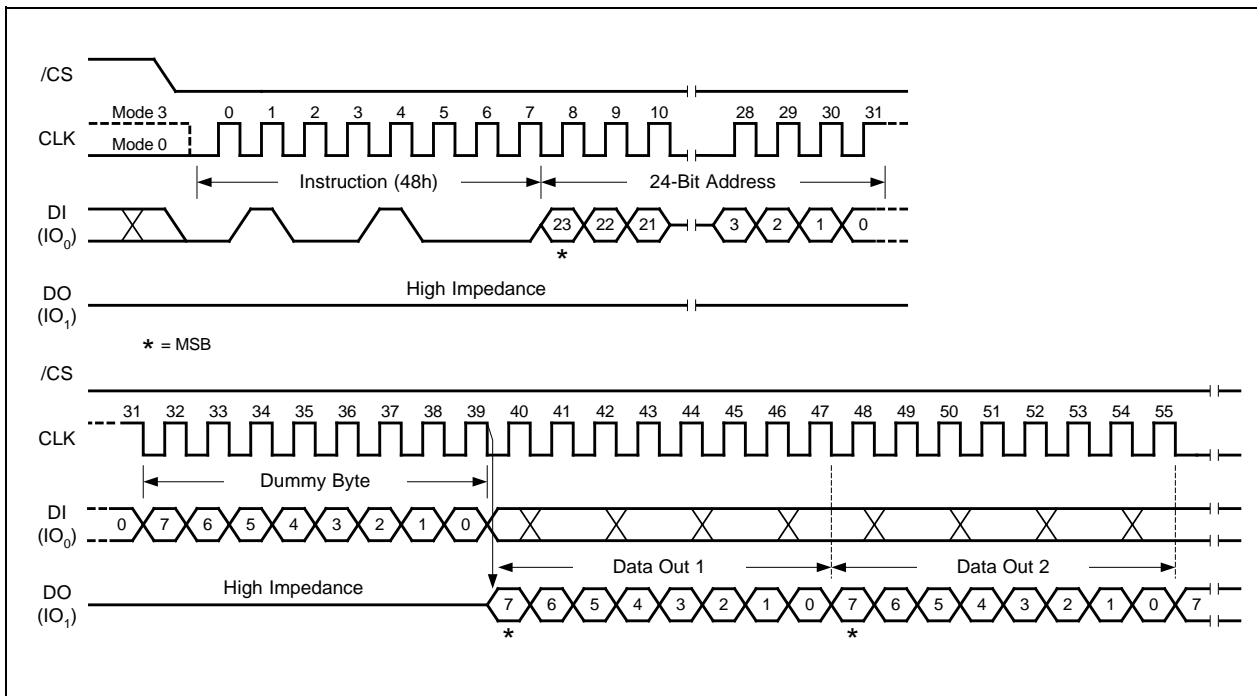 /CS
Mode 3
0 1 2 3 4 5 6 7 8 9 10 28 29 30 31
CLK
Mode 0
Instruction (48h) 24-Bit Address
DI
(IO0)
23 22 21 3 2 1 0
*
DO
(IO1)
High Impedance
* = MSB
/CS
31 32 33 34 35 36 37 38 39 40 41 42 43 44 45 46 47 48 49 50 51 52 53 54 55
CLK
Dummy Byte
DI
(IO0)
0 7 6 5 4 3 2 1 0
Data Out 1 Data Out 2
DO
(IO1)
High Impedance
7 6 5 4 3 2 1 0 7 6 5 4 3 2 1 0 7
* *